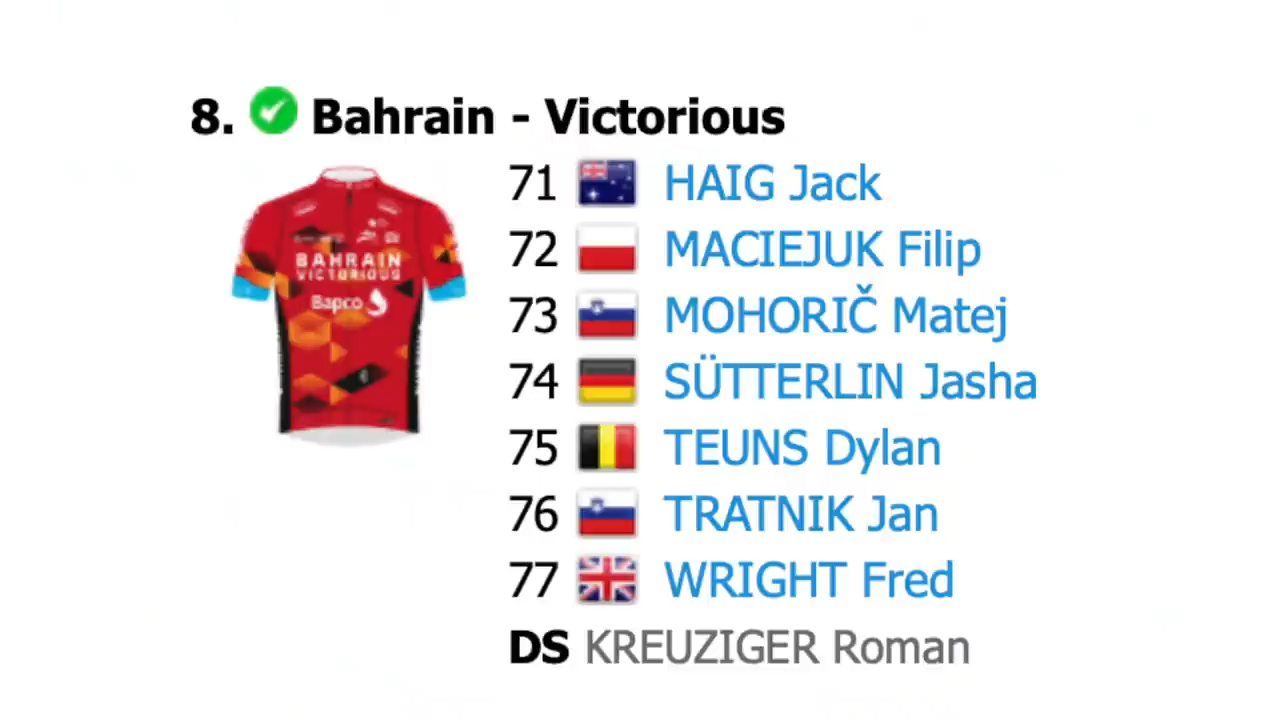 8. Bahrain - Victorious
71 HAIG Jack
BAHRAIN
VICTORIOUS
Bapco
72 MACIEJUK Filip
73 MOHORIČ Matej
74 SÜTTERLIN Jasha
75 TEUNS Dylan
76 TRATNIK Jan
77 WRIGHT Fred
DS KREUZIGER Roman